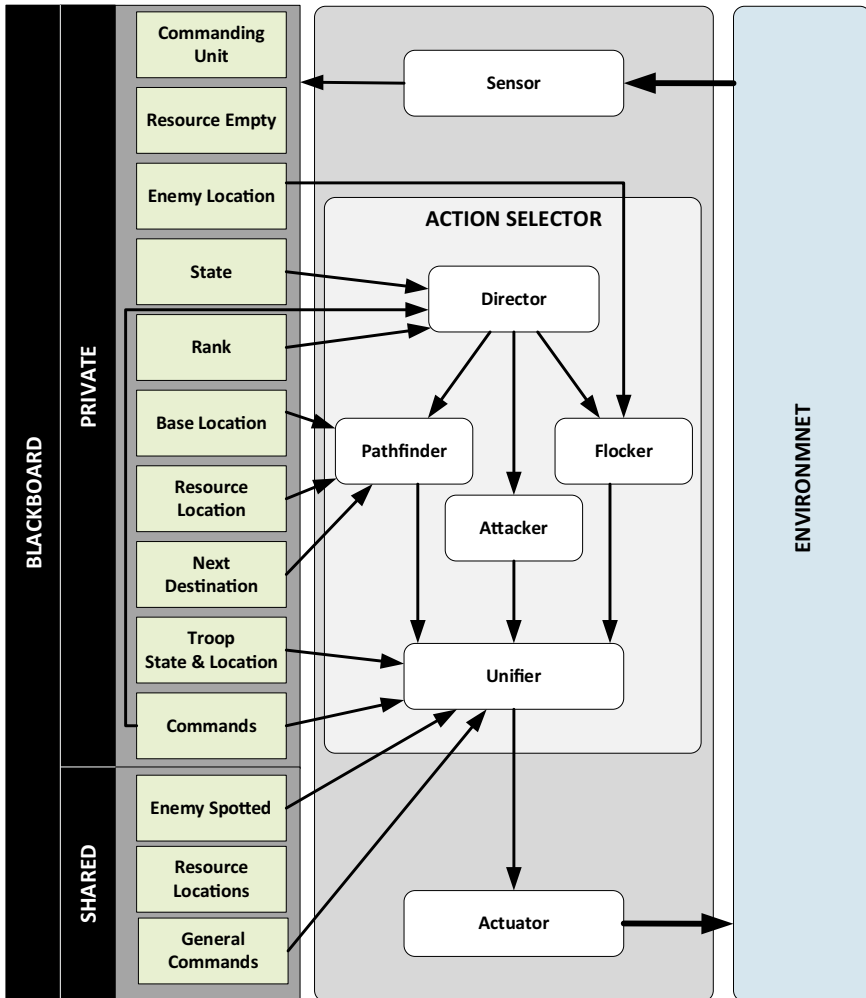 BLACKBOARD
PRIVATE
Commanding
Unit
Resource Empty
Enemy Location
State
Rank
Base Location
Resource
Location
Next
Destination
Troop
State & Location
Commands
SHARED
Enemy Spotted
Resource
Locations
General
Commands
Sensor
ACTION SELECTOR
Director
Pathfinder
Flocker
Attacker
Unifier
Actuator
ENVIRONMNET